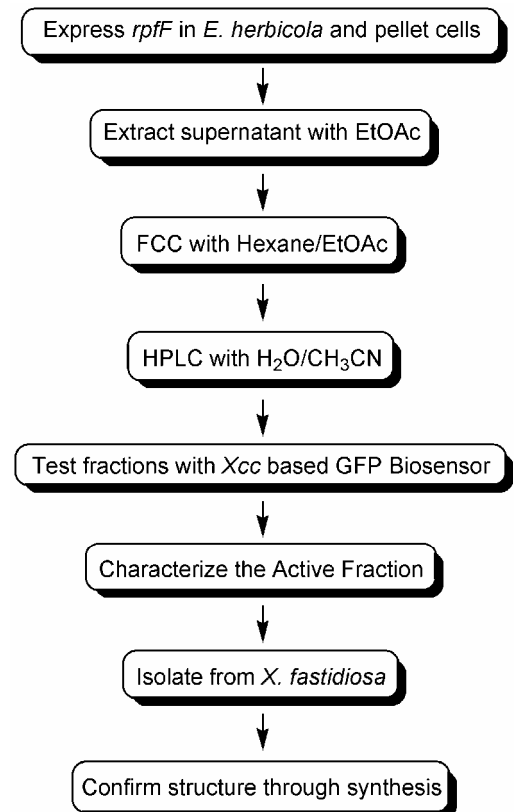 Express rpfF in E. herbicola and pellet cells
Extract supernatant with EtOAc
FCC with Hexane/EtOAc
HPLC with H₂O/CH₃CN
Test fractions with Xcc based GFP Biosensor
Characterize the Active Fraction
Isolate from X. fastidiosa
Confirm structure through synthesis